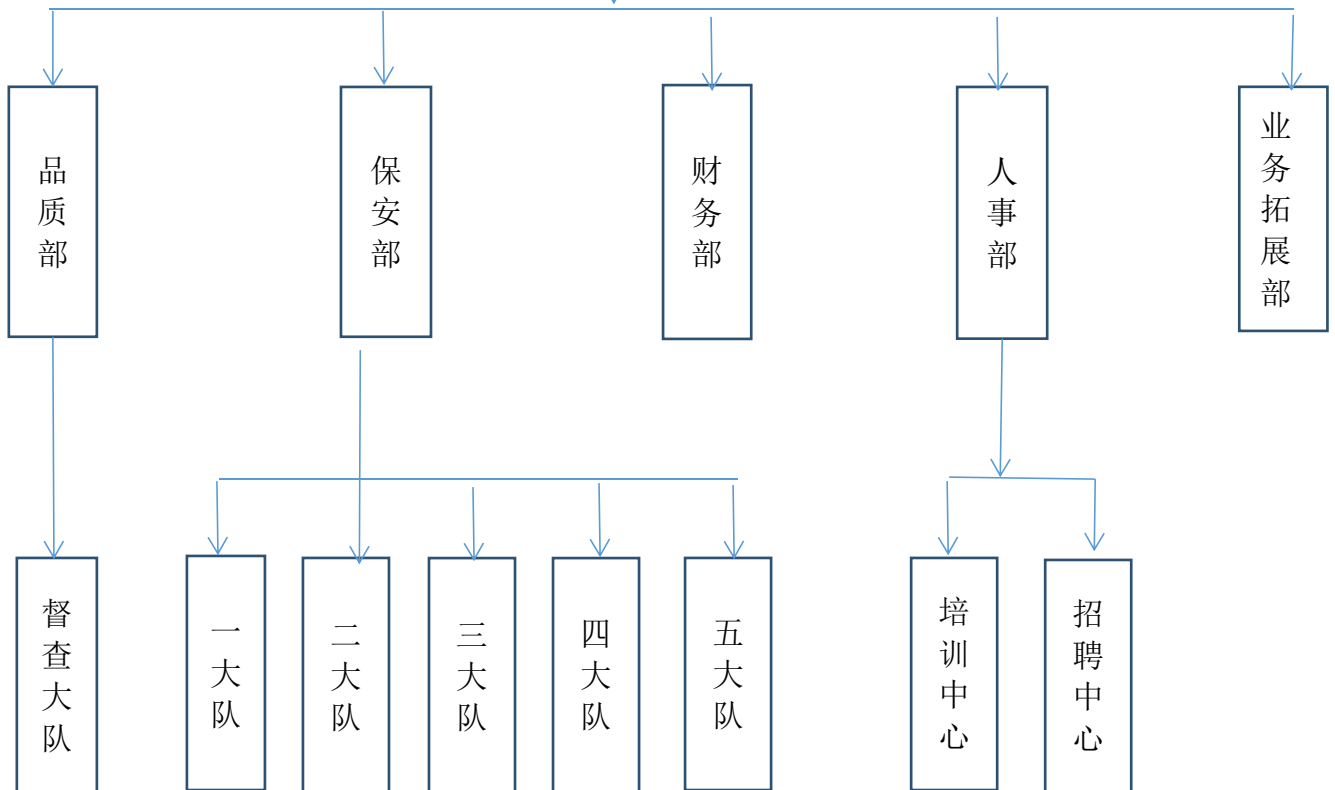 品质部
保安部
财务部
人事部
业务拓展部
督查大队
一大队
二大队
三大队
四大队
五大队
培训中心
招聘中心